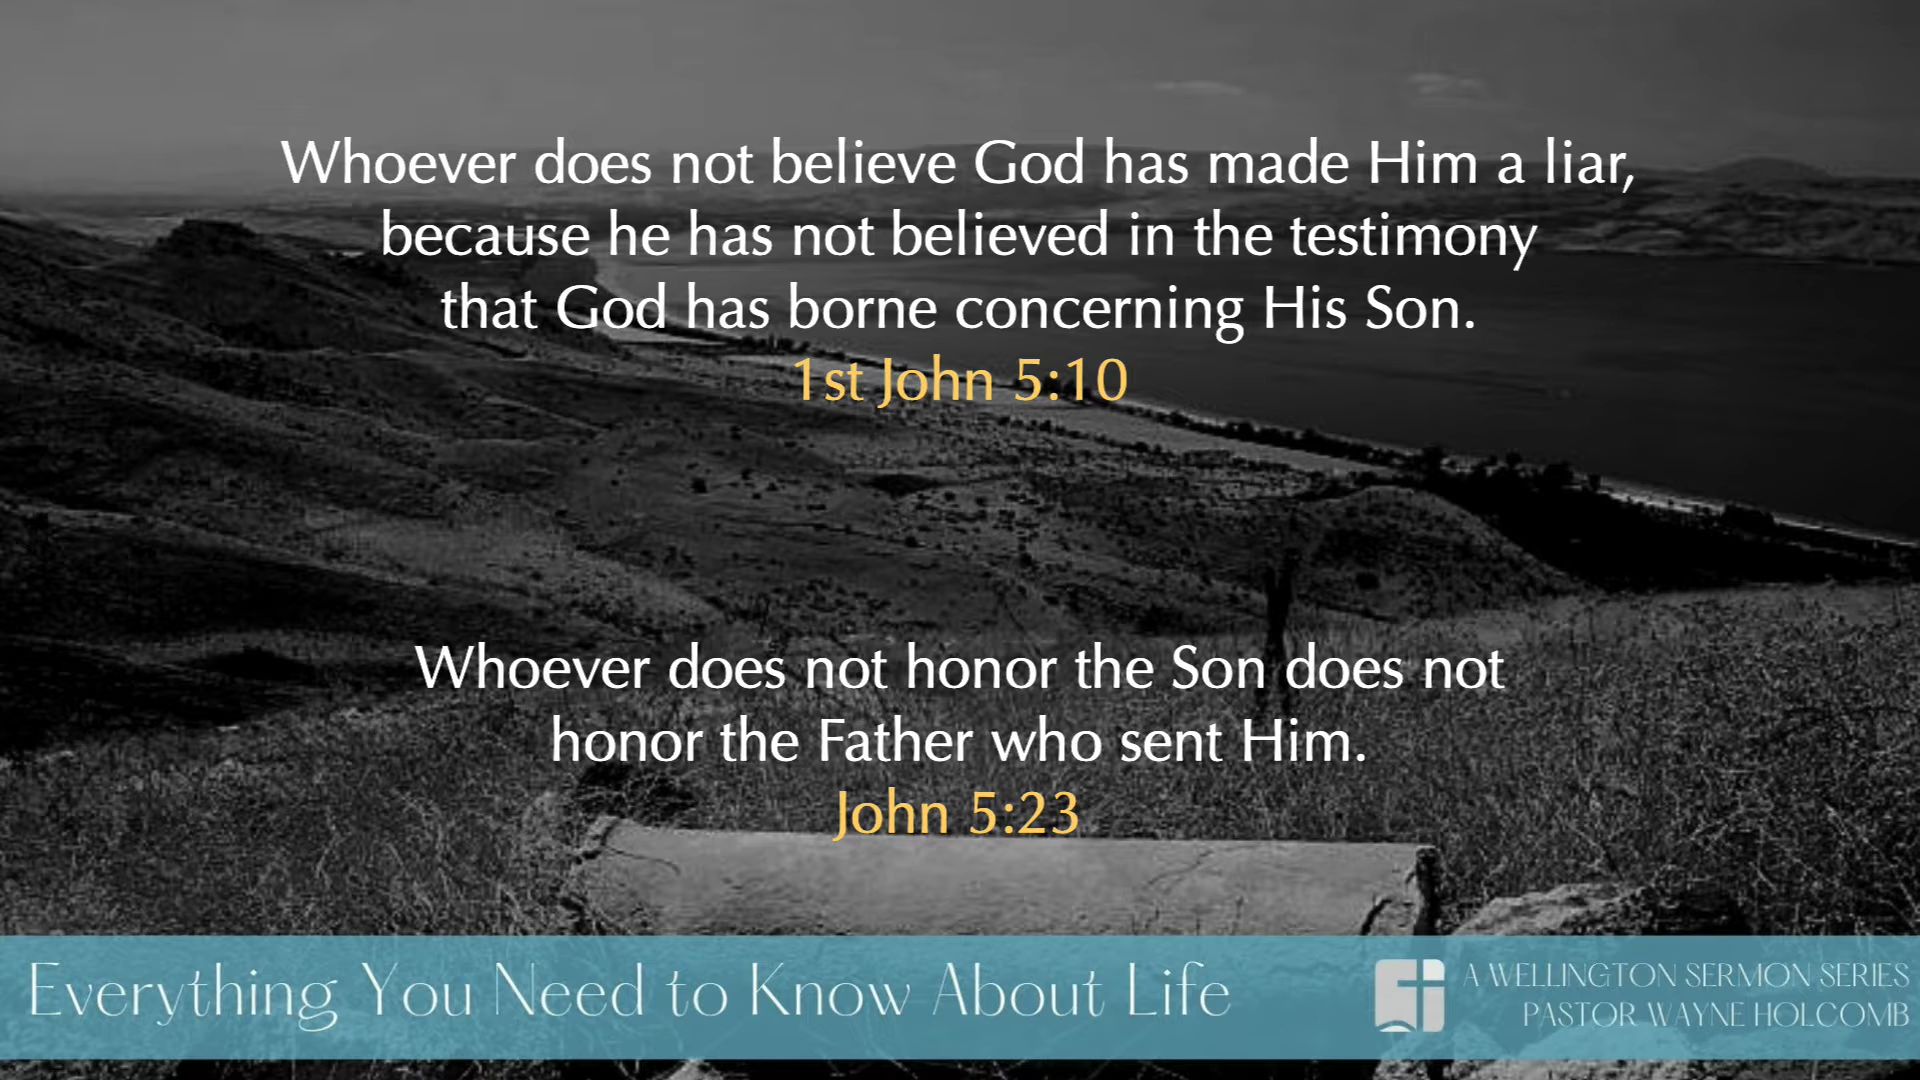 Whoever does not believe God has made Him a liar,
because he has not believed in the testimony
that God has borne concerning His Son.
1st John 5:10
Whoever does not honor the Son does not
honor the Father who sent Him.
John 5:23
Everything You Need to Know About Life
A WELLINGTON SERMON SERIES
PASTOR WAYNE HOLCOMB